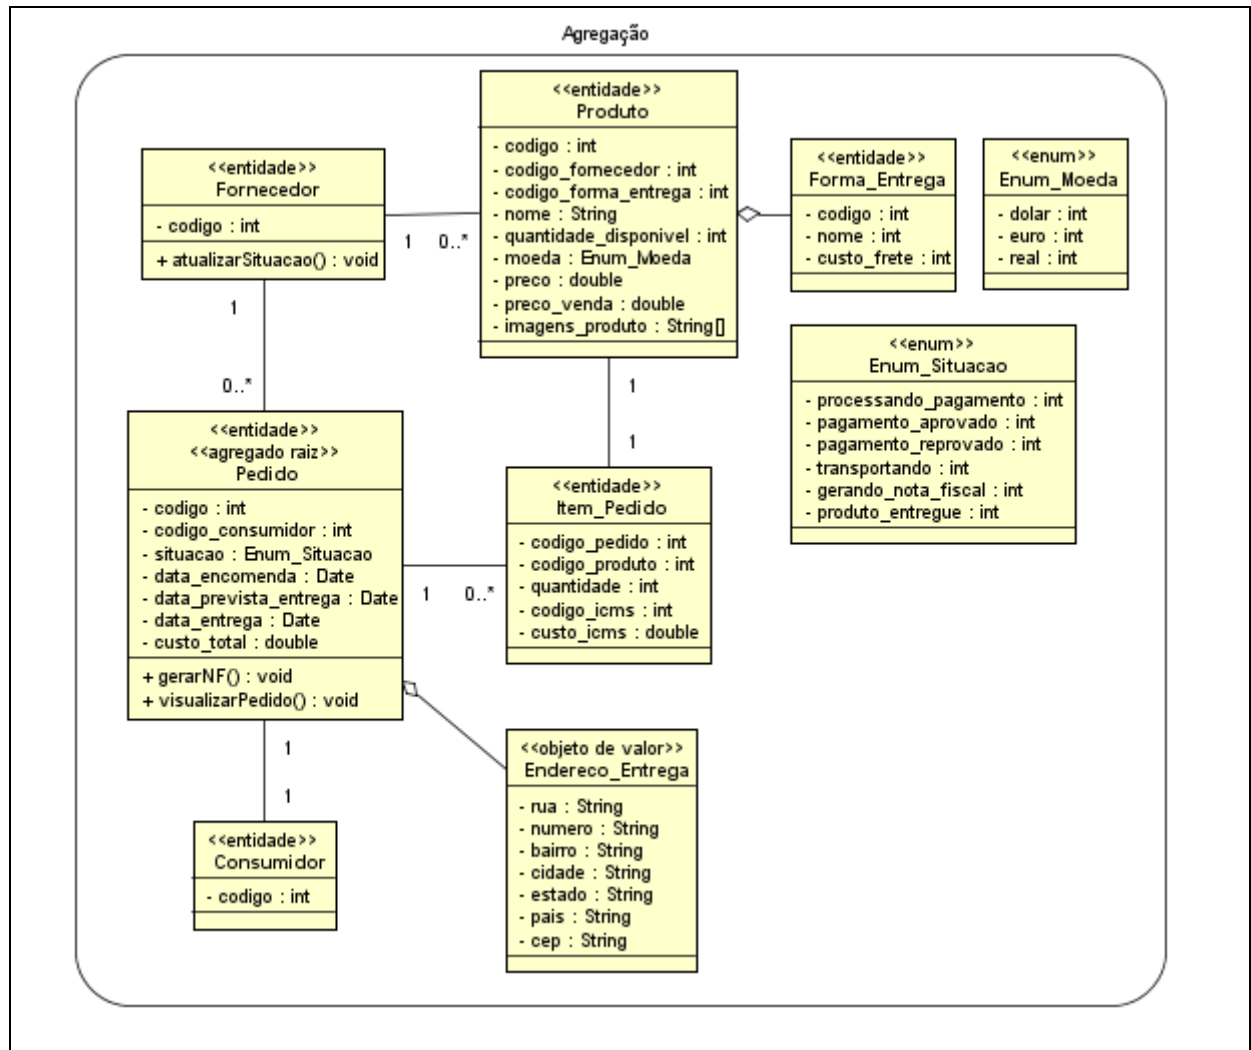 Agregação
<<entidade>>
Produto
- codigo : int
- codigo_fornecedor : int
- codigo_forma_entrega : int
- nome : String
- quantidade_disponivel : int
- moeda : Enum_Moeda
- preco : double
- preco_venda : double
- imagens_produto : String[]
<<entidade>>
Fornecedor
- codigo : int
+ atualizarSituacao() : void
1 0..*
<<entidade>>
Forma_Entrega
- codigo : int
- nome : int
- custo_frete : int
<<enum>>
Enum_Moeda
- dolar : int
- euro : int
- real : int
1
0..*
1
1
<<enum>>
Enum_Situacao
- processando_pagamento : int
- pagamento_aprovado : int
- pagamento_reprovado : int
- transportando : int
- gerando_nota_fiscal : int
- produto_entregue : int
<<entidade>>
<<agregado raiz>>
Pedido
- codigo : int
- codigo_consumidor : int
- situacao : Enum_Situacao
- data_encomenda : Date
- data_prevista_entrega : Date
- data_entrega : Date
- custo_total : double
+ gerarNF() : void
+ visualizarPedido() : void
1 0..*
<<entidade>>
Item_Pedido
- codigo_pedido : int
- codigo_produto : int
- quantidade : int
- codigo_icms : int
- custo_icms : double
1
1
<<entidade>>
Consumidor
- codigo : int
<<objeto de valor>>
Endereco_Entrega
- rua : String
- numero : String
- bairro : String
- cidade : String
- estado : String
- pais : String
- cep : String